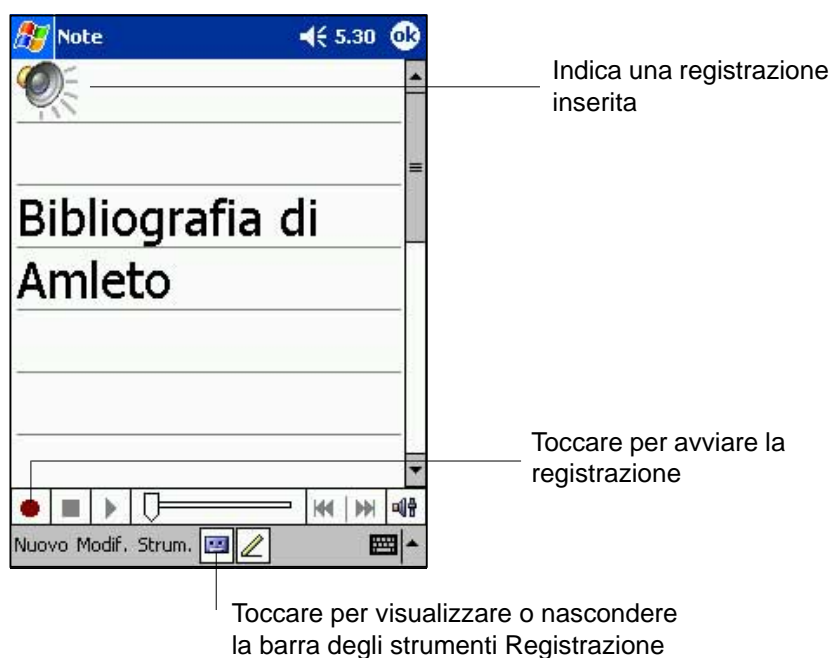 Note 5.30 ok
Indica una registrazione
inserita
Bibliografia di
Amleto
Toccare per avviare la
registrazione
Nuovo Modif. Strum.
Toccare per visualizzare o nascondere
la barra degli strumenti Registrazione